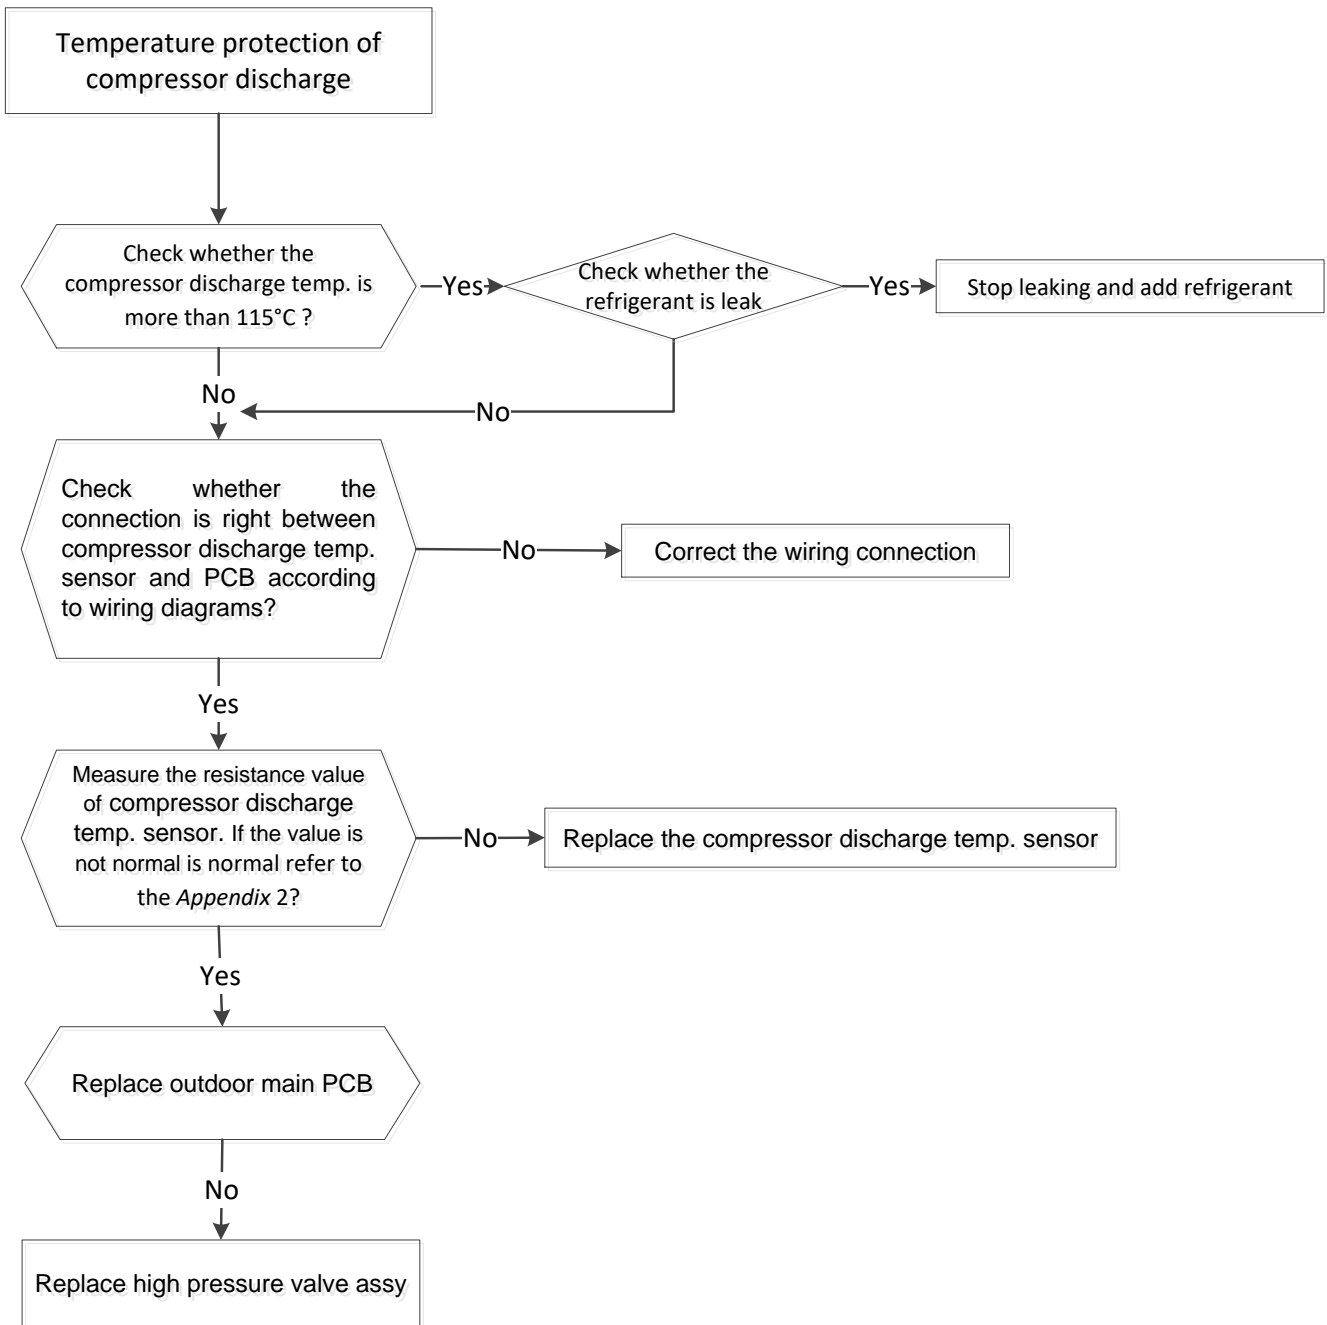 Temperature protection of
compressor discharge
Check whether the
compressor discharge temp. is
more than 115°C ?
Yes
Check whether the
refrigerant is leak
Yes
Stop leaking and add refrigerant
No
No
Check whether the
connection is right between
compressor discharge temp.
sensor and PCB according
to wiring diagrams?
No
Correct the wiring connection
Yes
Measure the resistance value
of compressor discharge
temp. sensor. If the value is
not normal is normal refer to
the Appendix 2?
No
Replace the compressor discharge temp. sensor
Yes
Replace outdoor main PCB
No
Replace high pressure valve assy